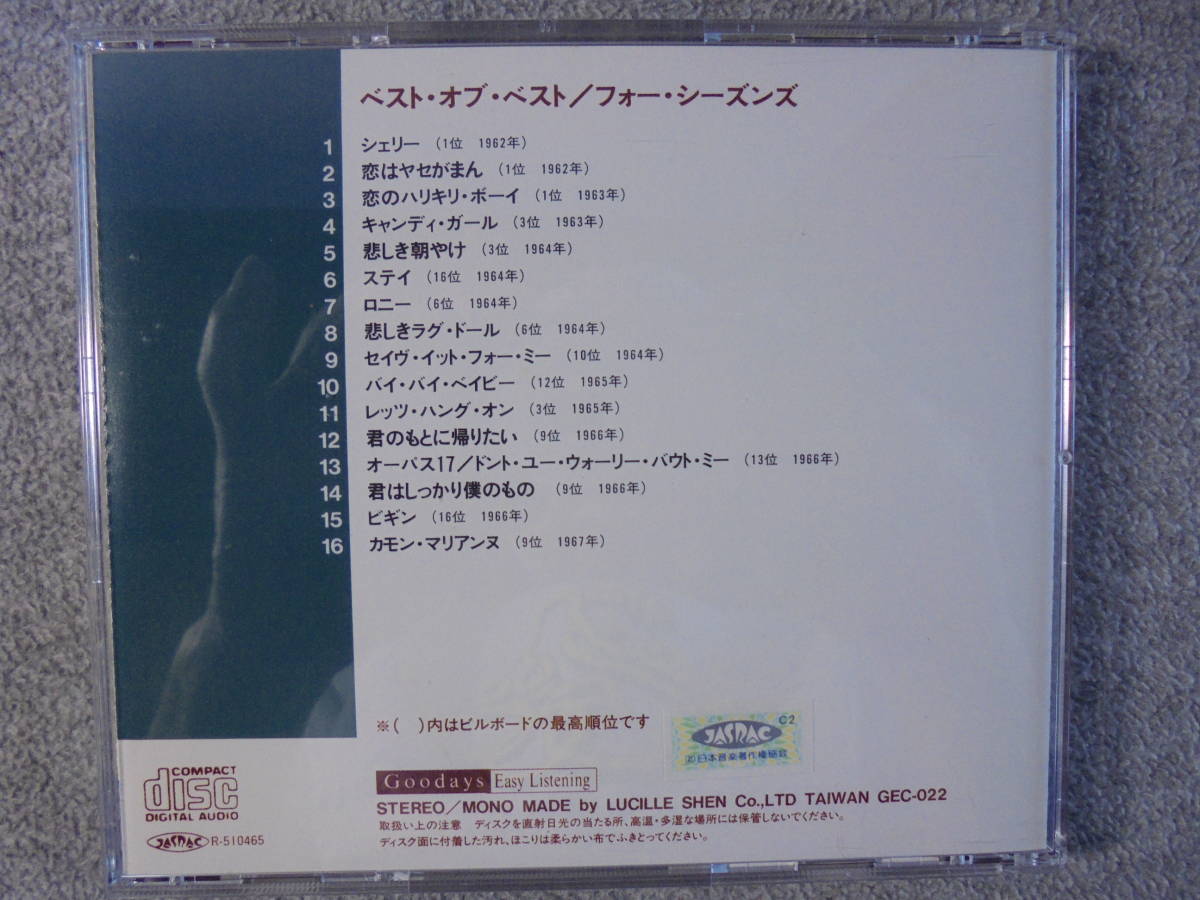 ベスト・オブ・ベスト／フォー・シーズンズ
1 シェリー (1位 1962年)
2 恋はヤセがまん (1位 1962年)
3 恋のハリキリ・ボーイ (1位 1963年)
4 キャンディ・ガール (3位 1963年)
5 悲しき朝やけ (3位 1964年)
6 ステイ (16位 1964年)
7 ロニー (6位 1964年)
8 悲しきラグ・ドール (6位 1964年)
9 セイヴ・イット・フォー・ミー (10位 1964年)
10 バイ・バイ・ベイビー (12位 1965年)
11 レッツ・ハング・オン (3位 1965年)
12 君のもとに帰りたい (9位 1966年)
13 オーパス17／ドント・ユー・ウォーリー・バウト・ミー (13位 1966年)
14 君はしっかり僕のもの (9位 1966年)
15 ビギン (16位 1966年)
16 カモン・マリアンヌ (9位 1967年)
※( )内はビルボードの最高順位です
C2
JASRAC
日本音楽著作権協会
COMPACT
disc
DIGITAL AUDIO
Goodays Easy Listening
STEREO／MONO MADE by LUCILLE SHEN Co.,LTD TAIWAN GEC-022
取扱い上の注意 ディスクを直射日光の当たる所、高温・多湿な場所には保管しないでください。
ディスク面に付着した汚れ、ほこりは柔らかい布でふきとってください。
JASRAC R-510465